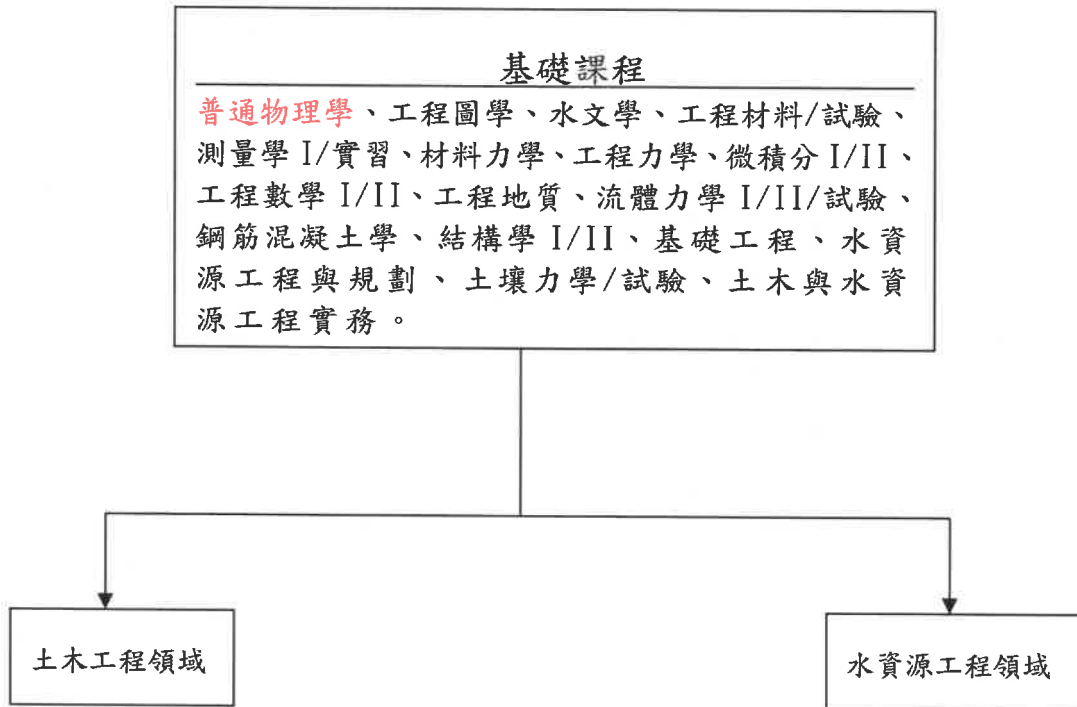 基礎課程
普通物理學、工程圖學、水文學、工程材料/試驗、
測量學 I/實習、材料力學、工程力學、微積分 I/II、
工程數學 I/II、工程地質、流體力學 I/II/試驗、
鋼筋混凝土學、結構學 I/II、基礎工程、水資
源工程與規劃、土壤力學/試驗、土木與水資
源工程實務。
土木工程領域
水資源工程領域